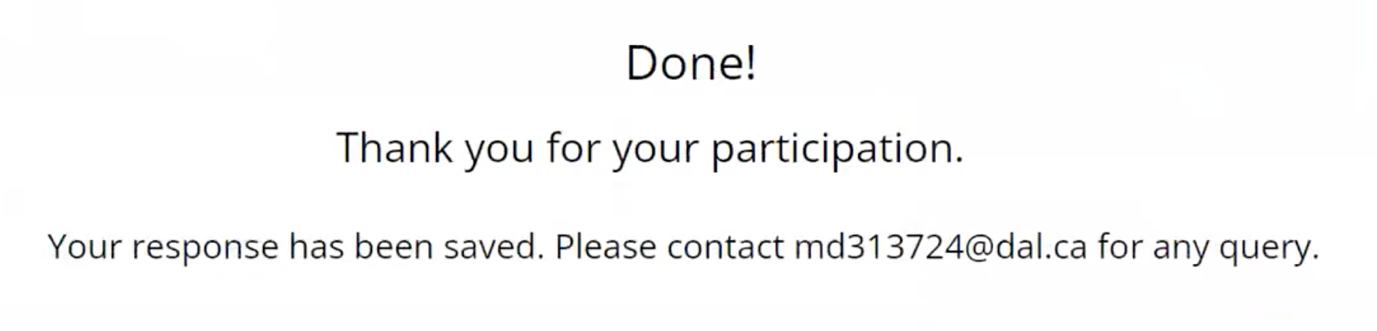 Done!
Thank you for your participation.
Your response has been saved. Please contact md313724@dal.ca for any query.